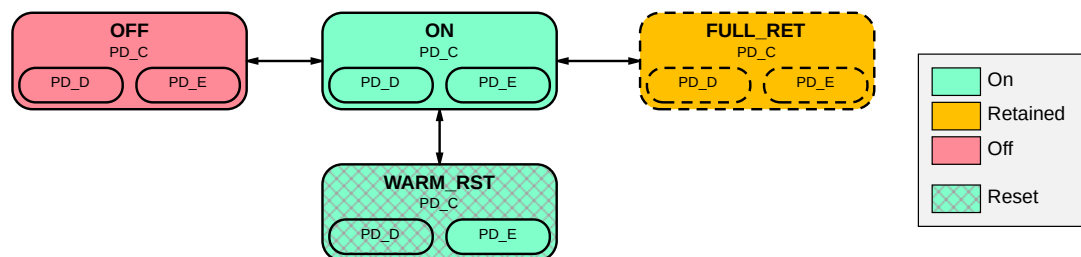 OFF
PD_C
PD_D PD_E
ON
PD_C
PD_D PD_E
FULL_RET
PD_C
PD_D PD_E
WARM_RST
PD_C
PD_D PD_E
On
Retained
Off
Reset